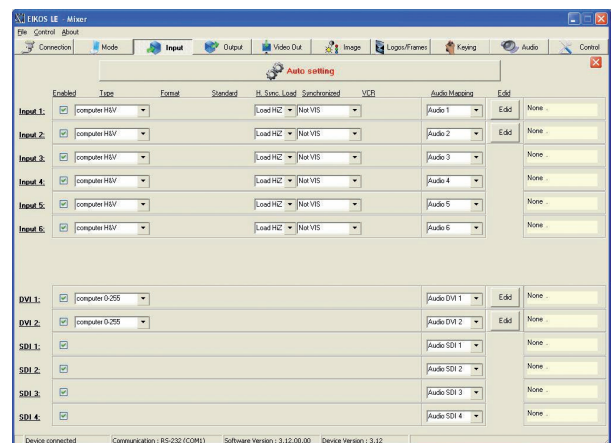 EIKOS LE - Mixer
File Control About
Connection Mode Input Output Video Out Image Logos/Frames Keying Audio Control
Auto setting
Enabled Type Format Standard H. Sync. Load Synchronized VCR Audio Mapping Edid
Input 1: computer H&V Load HiZ Not VIS Audio 1 Edid None ..
Input 2: computer H&V Load HiZ Not VIS Audio 2 Edid None ..
Input 3: computer H&V Load HiZ Not VIS Audio 3 None ..
Input 4: computer H&V Load HiZ Not VIS Audio 4 None ..
Input 5: computer H&V Load HiZ Not VIS Audio 5 None ..
Input 6: computer H&V Load HiZ Not VIS Audio 6 None ..
DVI 1: computer 0-255 Audio DVI 1 Edid None ..
DVI 2: computer 0-255 Audio DVI 2 Edid None ..
SDI 1: Audio SDI 1 None ..
SDI 2: Audio SDI 2 None ..
SDI 3: Audio SDI 3 None ..
SDI 4: Audio SDI 4 None ..
Device connected Communication : RS-232 (COM1) Software Version : 3.12.00.00 Device Version : 3.12